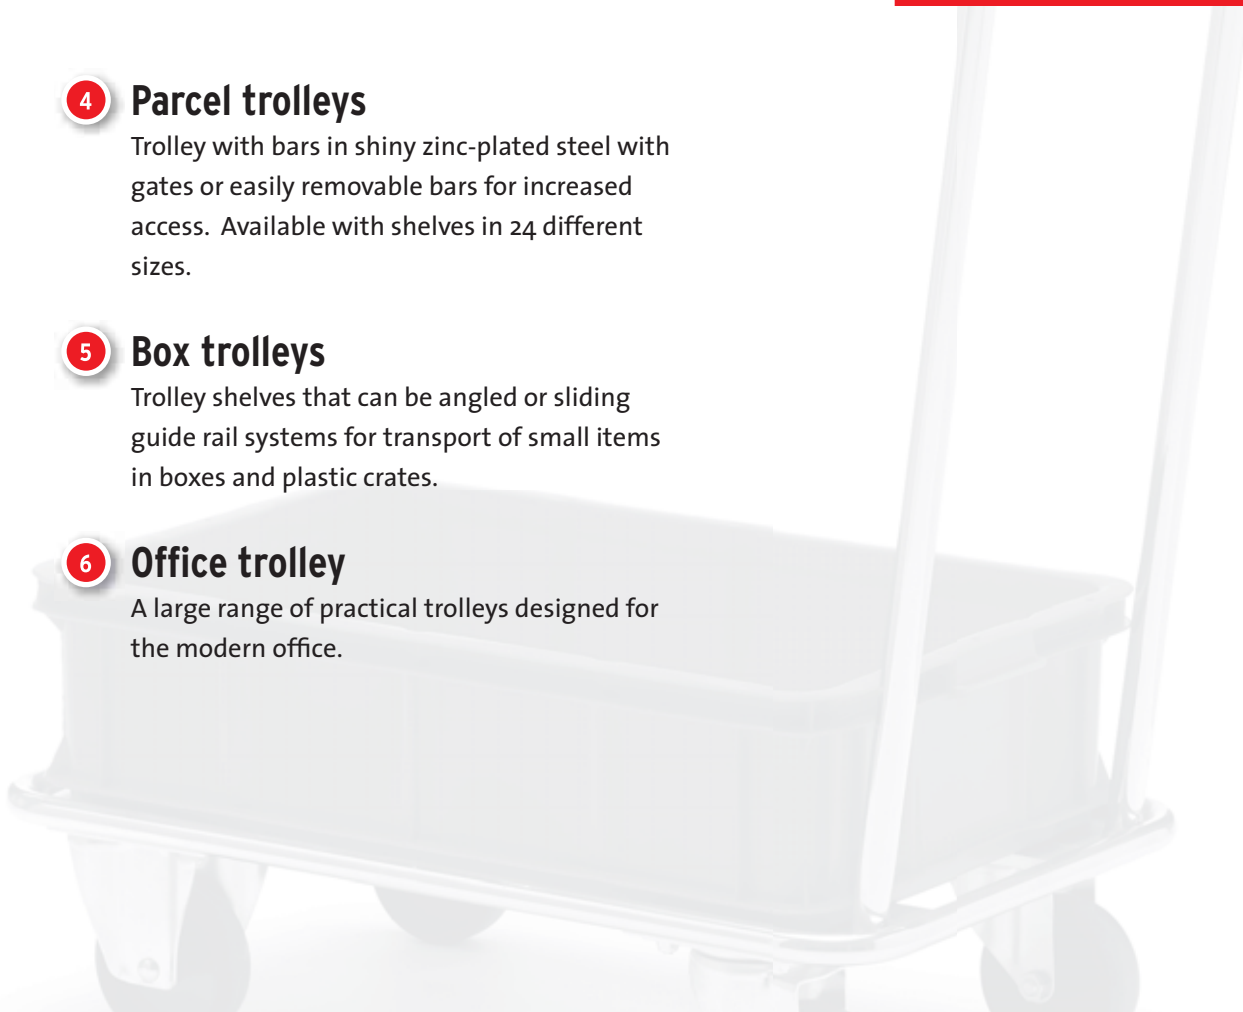 4 Parcel trolleys
Trolley with bars in shiny zinc-plated steel with
gates or easily removable bars for increased
access. Available with shelves in 24 different
sizes.
5 Box trolleys
Trolley shelves that can be angled or sliding
guide rail systems for transport of small items
in boxes and plastic crates.
6 Office trolley
A large range of practical trolleys designed for
the modern office.